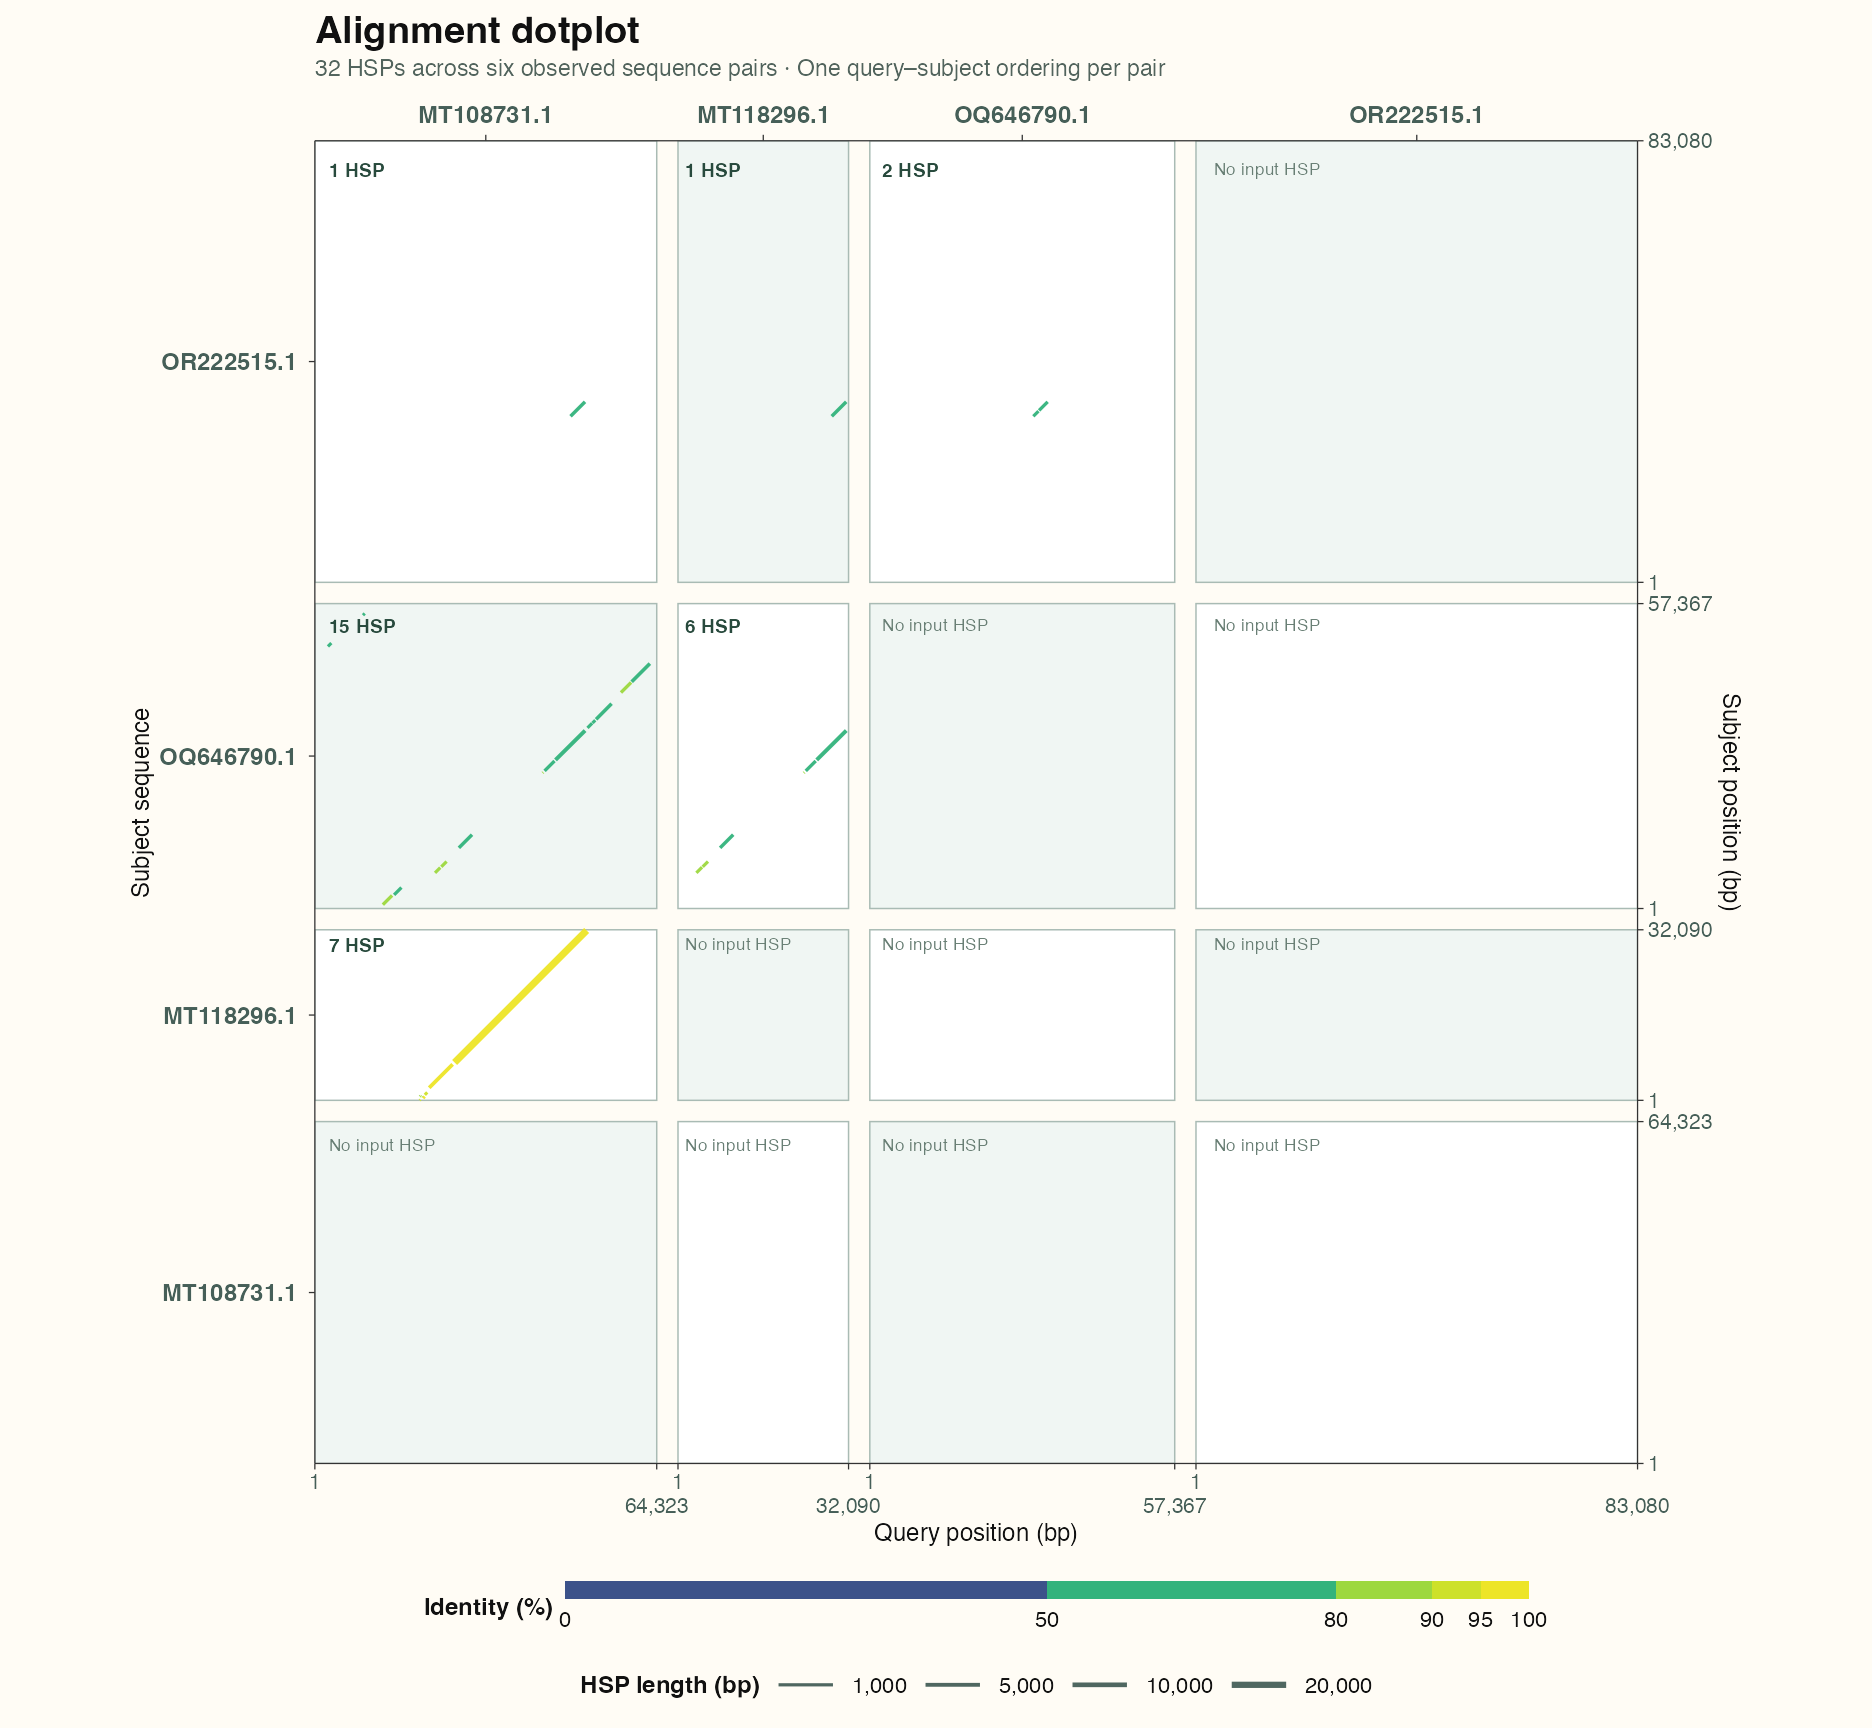 Alignment dotplot
32 HSPs across six observed sequence pairs · One query–subject ordering per pair
MT108731.1 MT118296.1 OQ646790.1 OR222515.1
83,080
1 HSP 1 HSP 2 HSP No input HSP
OR222515.1
1
57,367
15 HSP 6 HSP No input HSP No input HSP
Subject sequence
OQ646790.1
Subject position (bp)
1
32,090
7 HSP No input HSP No input HSP No input HSP
MT118296.1
1
64,323
No input HSP No input HSP No input HSP No input HSP
MT108731.1
1
1 1 1 1
64,323 32,090 57,367 83,080
Query position (bp)
Identity (%)
0 50 80 90 95 100
HSP length (bp) 1,000 5,000 10,000 20,000